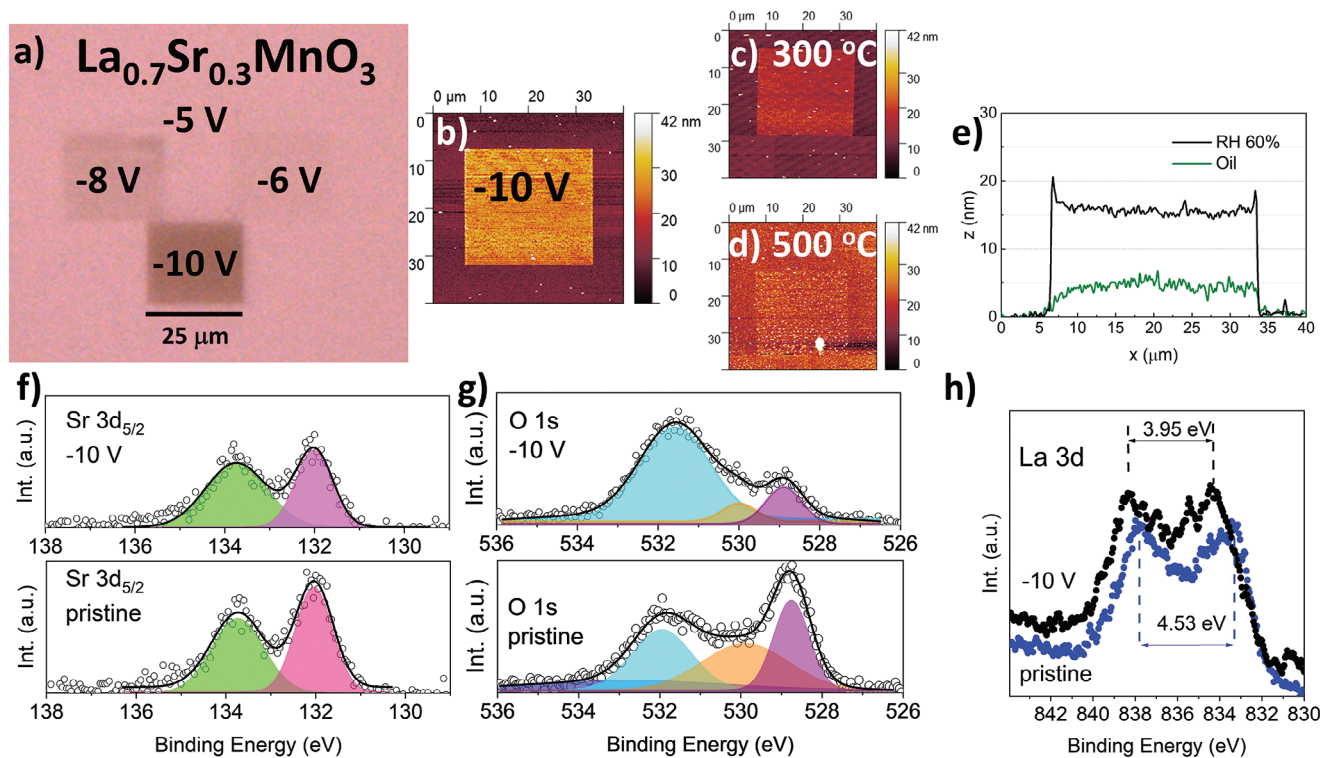 a)
La0.7Sr0.3MnO3
-5 V
-8 V
-6 V
-10 V
25 μm
b)
0 μm 10 20 30
0
10
20
30
-10 V
42 nm
40
30
20
10
0
c) 300 °C
0 μm 10 20 30
0
10
20
30
42 nm
40
30
20
10
0
d) 500 °C
0 μm 10 20 30
0
10
20
30
42 nm
40
30
20
10
0
e)
RH 60%
Oil
z (nm)
30
20
10
0
0 5 10 15 20 25 30 35 40
x (μm)
f)
Sr 3d5/2
-10 V
Int. (a.u.)
138 136 134 132 130
Sr 3d5/2
pristine
Int. (a.u.)
138 136 134 132 130
Binding Energy (eV)
g)
O 1s
-10 V
Int. (a.u.)
536 534 532 530 528 526
O 1s
pristine
Int. (a.u.)
536 534 532 530 528 526
Binding Energy (eV)
h)
La 3d
3.95 eV
-10 V
4.53 eV
pristine
Int. (a.u.)
842 840 838 836 834 832 830
Binding Energy (eV)